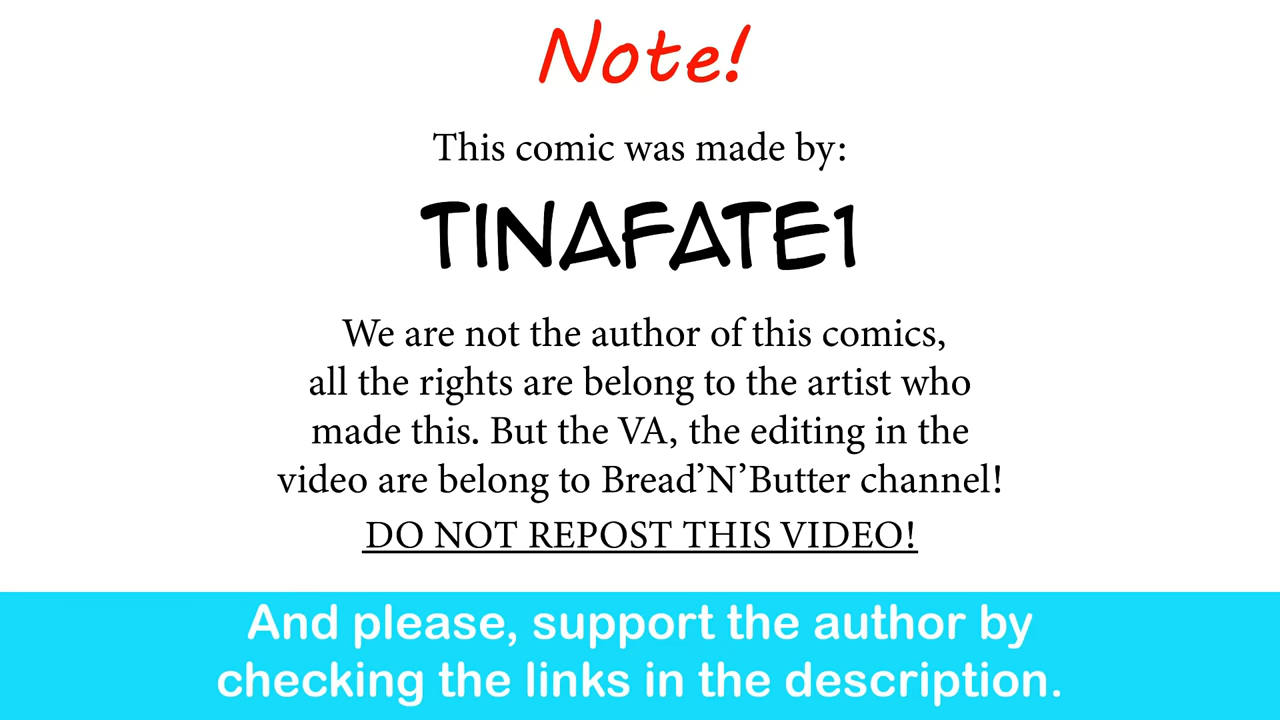 Note!
This comic was made by:
TINAFATE1
We are not the author of this comics,
all the rights are belong to the artist who
made this. But the VA, the editing in the
video are belong to Bread’N’Butter channel!
DO NOT REPOST THIS VIDEO!
And please, support the author by
checking the links in the description.